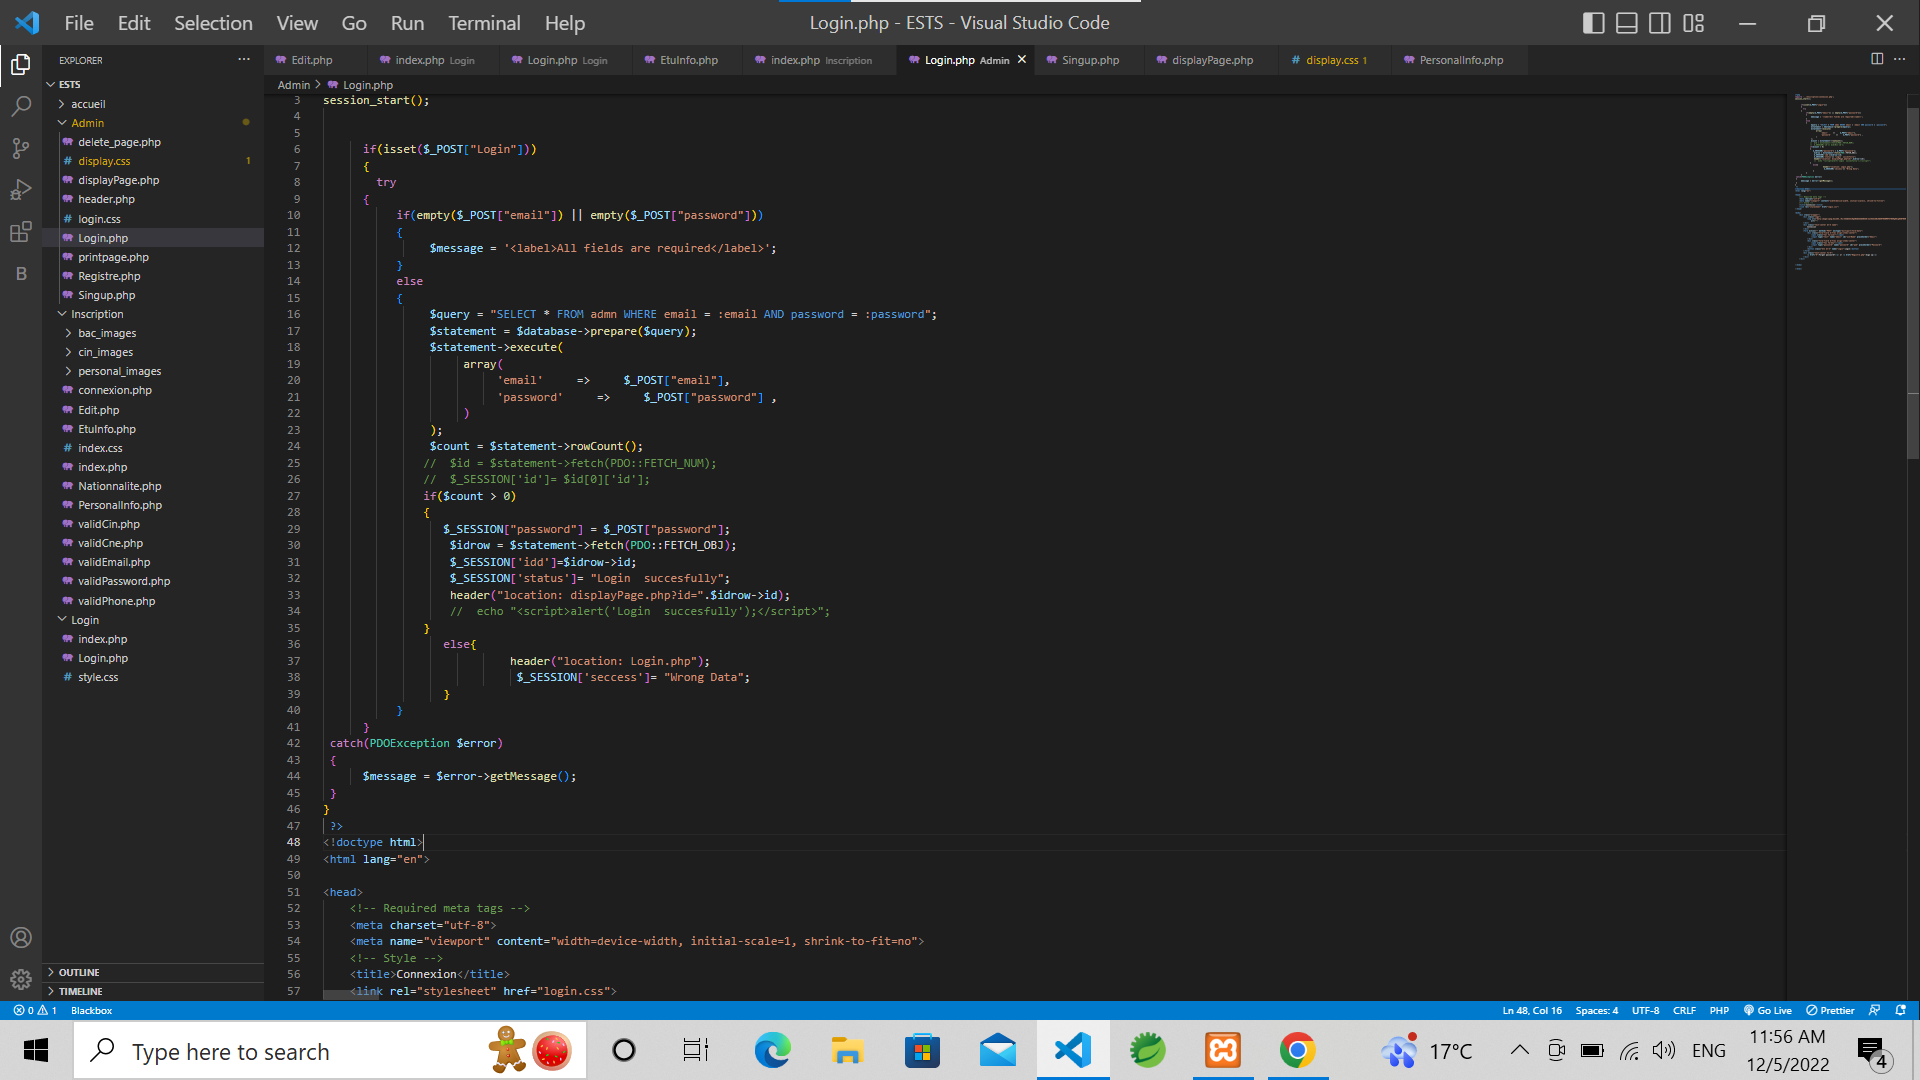 File Edit Selection View Go Run Terminal Help
Login.php - ESTS - Visual Studio Code
EXPLORER
ESTS
accueil
Admin
delete_page.php
display.css 1
displayPage.php
header.php
login.css
Login.php
printpage.php
Registre.php
Singup.php
Inscription
bac_images
cin_images
personal_images
connexion.php
Edit.php
EtuInfo.php
index.css
index.php
Nationnalite.php
PersonalInfo.php
validCin.php
validCne.php
validEmail.php
validPassword.php
validPhone.php
Login
index.php
Login.php
style.css
OUTLINE
TIMELINE
B
Edit.php index.php Login Login.php Login EtuInfo.php index.php Inscription Login.php Admin Singup.php displayPage.php display.css 1 PersonalInfo.php
Admin > Login.php
3 session_start();
4
5
6 if(isset($_POST["Login"]))
7 {
8 try
9 {
10 if(empty($_POST["email"]) || empty($_POST["password"]))
11 {
12 $message = '<label>All fields are required</label>';
13 }
14 else
15 {
16 $query = "SELECT * FROM admn WHERE email = :email AND password = :password";
17 $statement = $database->prepare($query);
18 $statement->execute(
19 array(
20 'email' => $_POST["email"],
21 'password' => $_POST["password"] ,
22 )
23 );
24 $count = $statement->rowCount();
25 // $id = $statement->fetch(PDO::FETCH_NUM);
26 // $_SESSION['id']= $id[0]['id'];
27 if($count > 0)
28 {
29 $_SESSION["password"] = $_POST["password"];
30 $idrow = $statement->fetch(PDO::FETCH_OBJ);
31 $_SESSION['idd']=$idrow->id;
32 $_SESSION['status']= "Login succesfully";
33 header("location: displayPage.php?id=".$idrow->id);
34 // echo "<script>alert('Login succesfully');</script>";
35 }
36 else{
37 header("location: Login.php");
38 $_SESSION['seccess']= "Wrong Data";
39 }
40 }
41 }
42 catch(PDOException $error)
43 {
44 $message = $error->getMessage();
45 }
46 }
47 ?>
48 <!doctype html>
49 <html lang="en">
50
51 <head>
52 <!-- Required meta tags -->
53 <meta charset="utf-8">
54 <meta name="viewport" content="width=device-width, initial-scale=1, shrink-to-fit=no">
55 <!-- Style -->
56 <title>Connexion</title>
57 <link rel="stylesheet" href="login.css">
0 1 Blackbox
Ln 48, Col 16 Spaces: 4 UTF-8 CRLF PHP Go Live Prettier
Type here to search
17°C
ENG
11:56 AM
12/5/2022
4